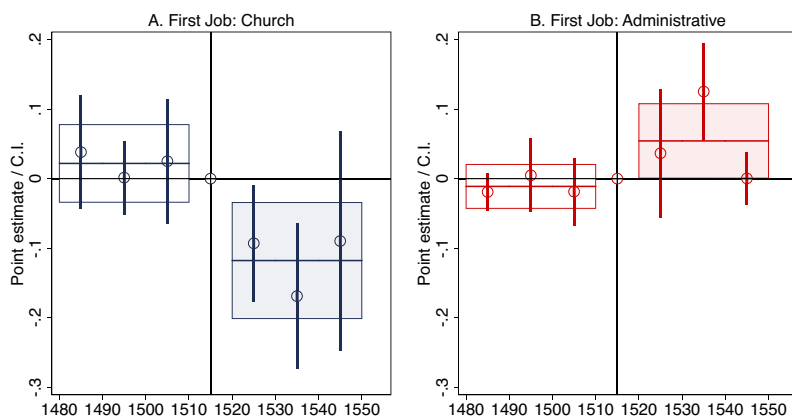 A. First Job: Church
Point estimate / C.I.
.2
.1
0
-.1
-.2
-.3
1480 1490 1500 1510 1520 1530 1540 1550
B. First Job: Administrative
Point estimate / C.I.
.2
.1
0
-.1
-.2
-.3
1480 1490 1500 1510 1520 1530 1540 1550